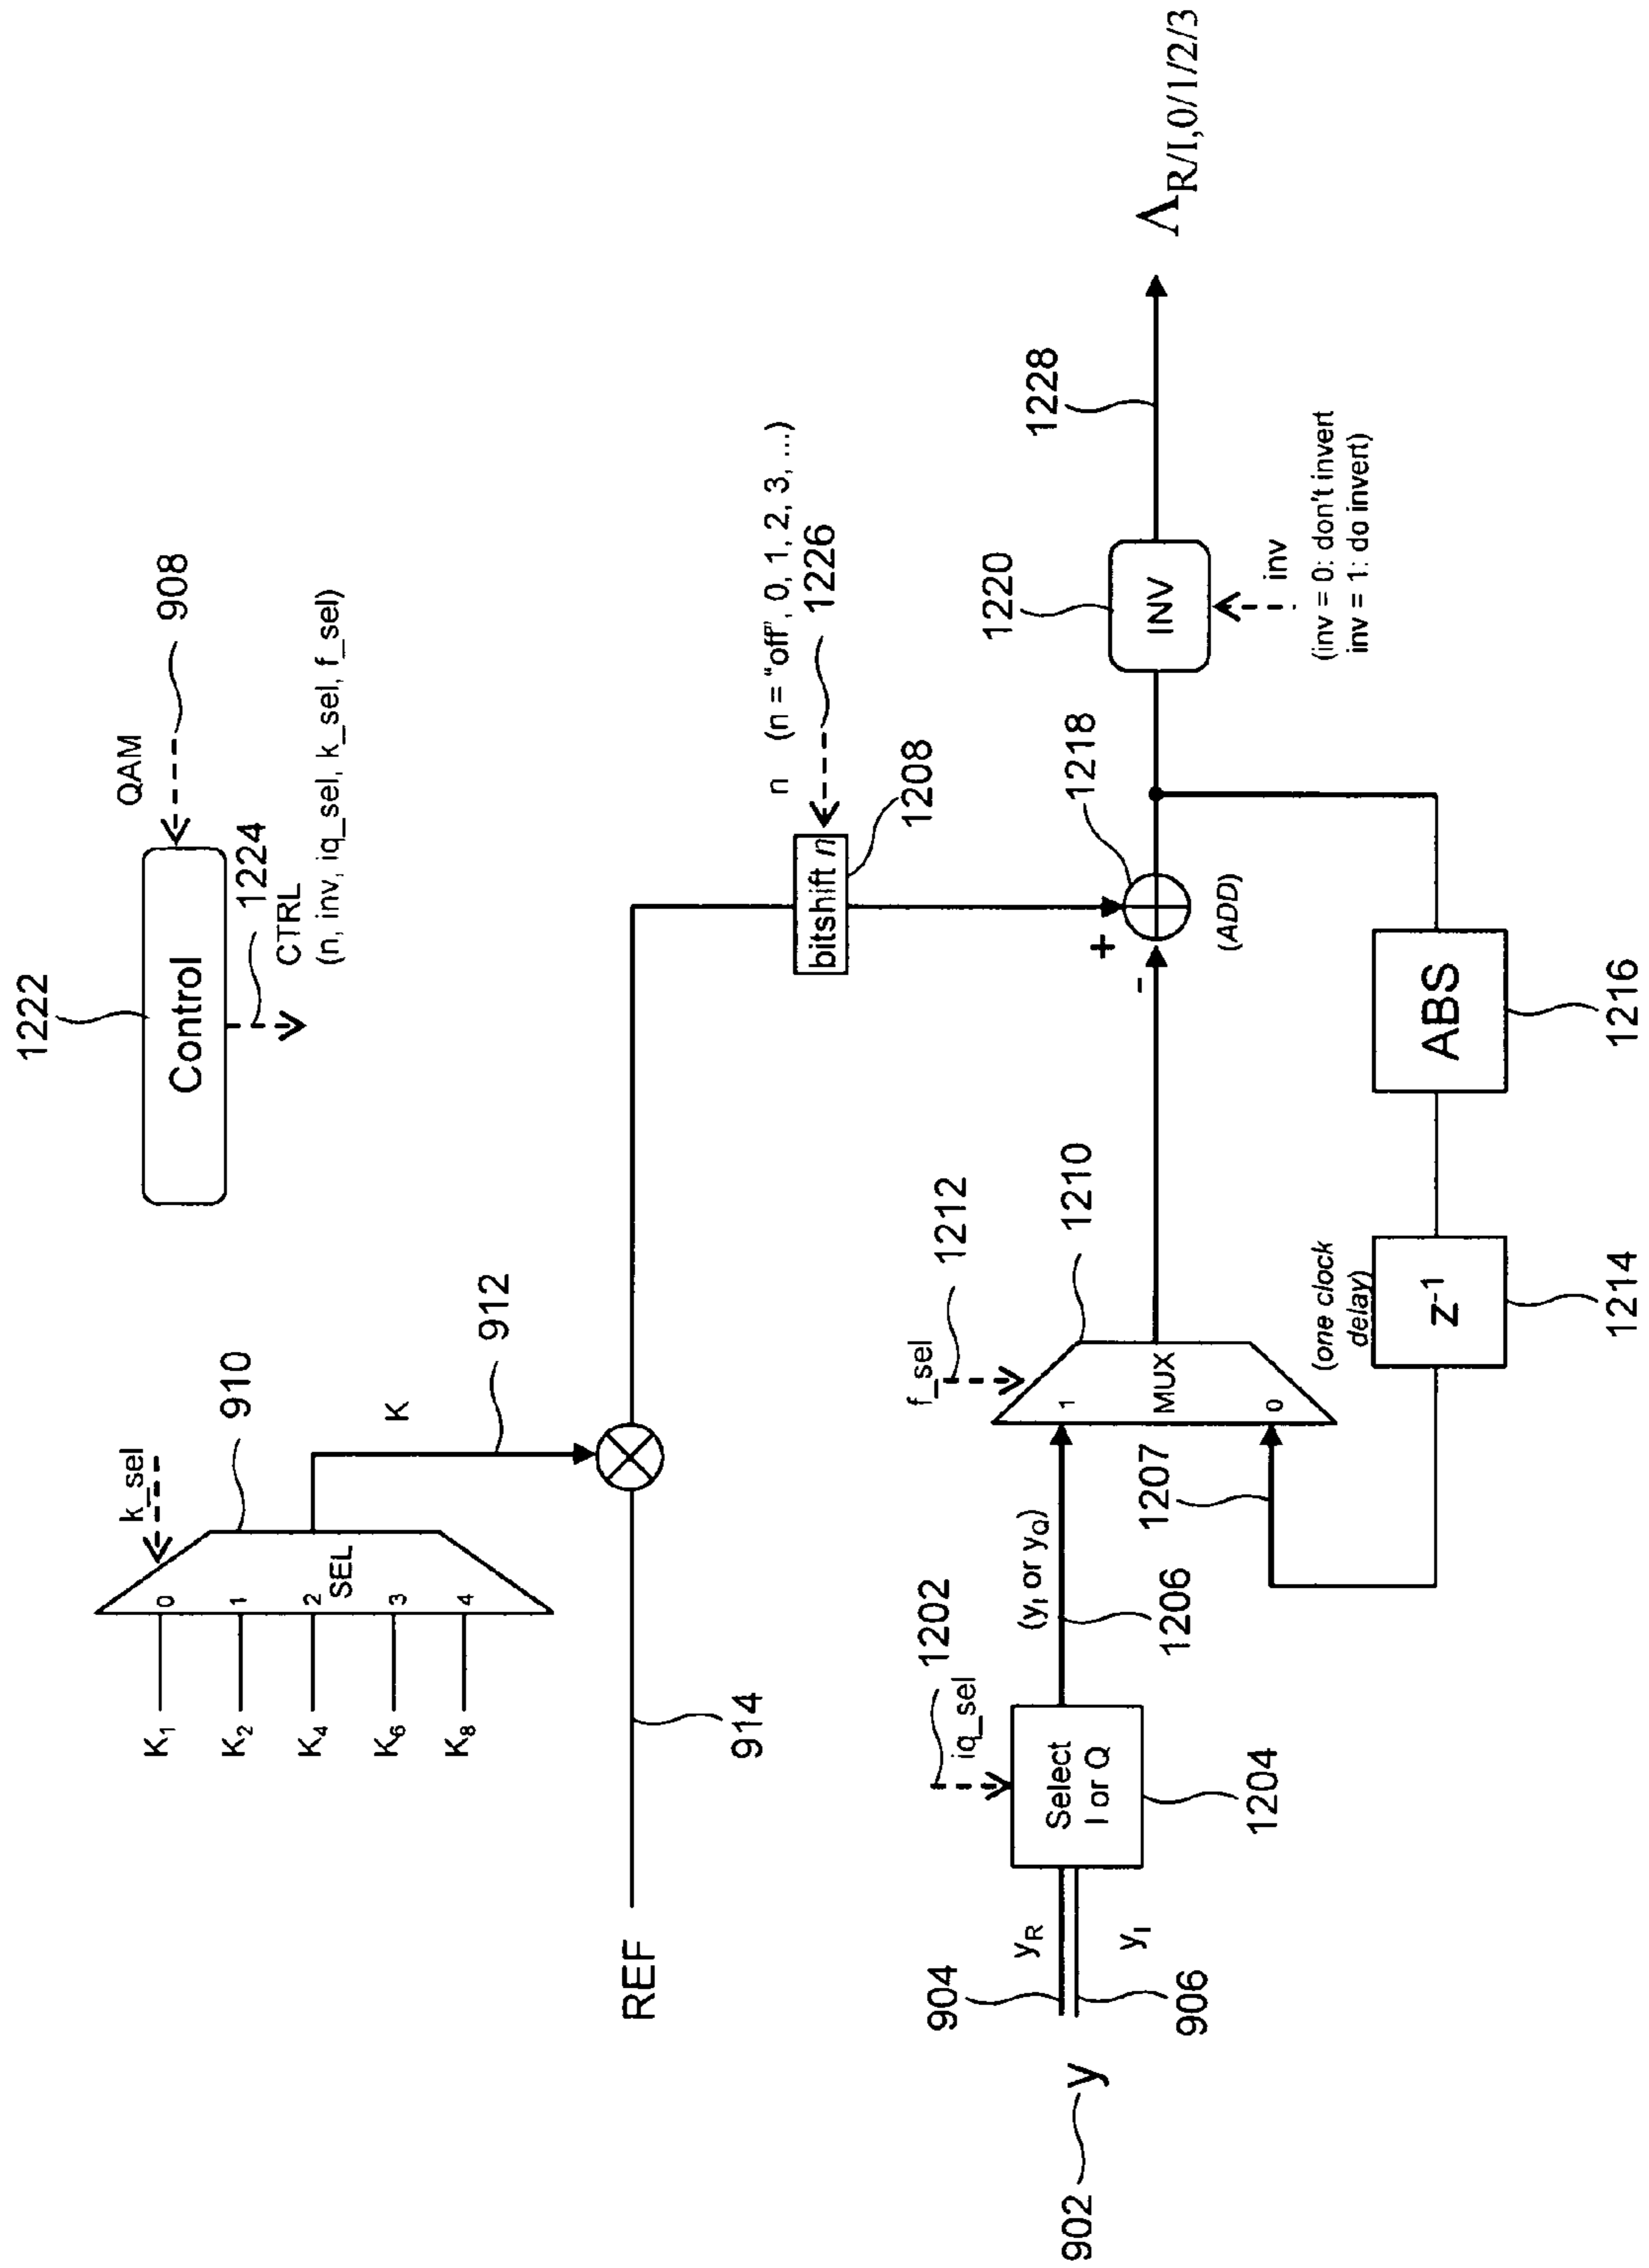 1222
Control
QAM
908
1224
CTRL
(n, inv, iq_sel, k_sel, f_sel)
k_sel
910
K1
K2
K4
K6
K8
0
1
2
3
4
SEL
K
912
REF
914
n (n = "off", 0, 1, 2, 3, ...)
1226
bitshift n
1208
902
y
904
yR
906
yI
1202
iq_sel
Select
I or Q
1204
(yI or yQ)
1206
1207
f_sel
1212
1210
1
MUX
0
(one clock
delay)
z-1
1214
ABS
1216
+
-
1218
(ADD)
1220
INV
inv
(inv = 0: don't invert
inv = 1: do invert)
1228
ΛR/I,0/1/2/3